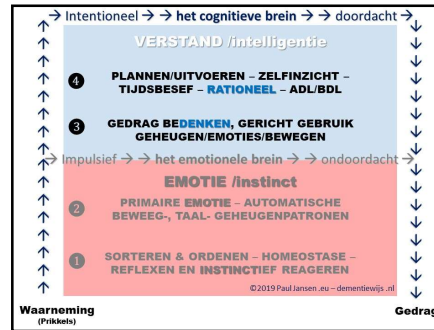 → Intentioneel → → het cognitieve brein → → doordacht →
VERSTAND /intelligentie
4 PLANNEN/UITVOEREN – ZELFINZICHT –
TIJDSBESEF – RATIONEEL – ADL/BDL
3 GEDRAG BEDENKEN, GERICHT GEBRUIK
GEHEUGEN/EMOTIES/BEWEGEN
→ Impulsief → → het emotionele brein → → ondoordacht →
EMOTIE /instinct
2 PRIMAIRE EMOTIE – AUTOMATISCHE
BEWEEG-, TAAL- GEHEUGENPATRONEN
1 SORTEREN & ORDENEN – HOMEOSTASE –
REFLEXEN EN INSTINCTIEF REAGEREN
©2019 Paul Jansen .eu – dementiewijs .nl
Waarneming
(Prikkels)
Gedrag